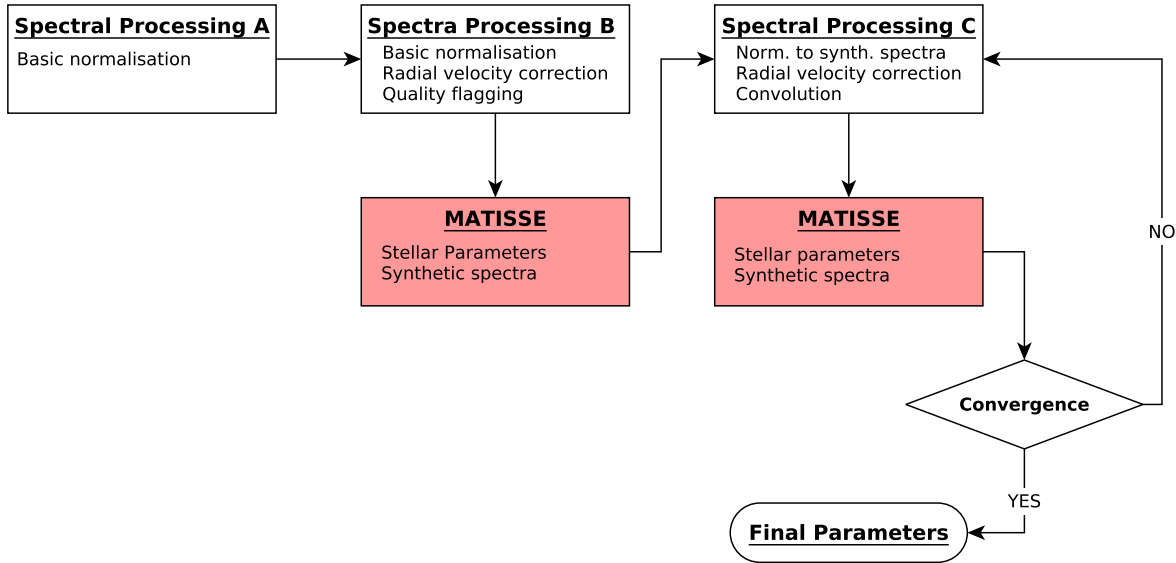 Spectral Processing A
Basic normalisation
Spectra Processing B
Basic normalisation
Radial velocity correction
Quality flagging
Spectral Processing C
Norm. to synth. spectra
Radial velocity correction
Convolution
MATISSE
Stellar Parameters
Synthetic spectra
MATISSE
Stellar parameters
Synthetic spectra
NO
Convergence
YES
Final Parameters